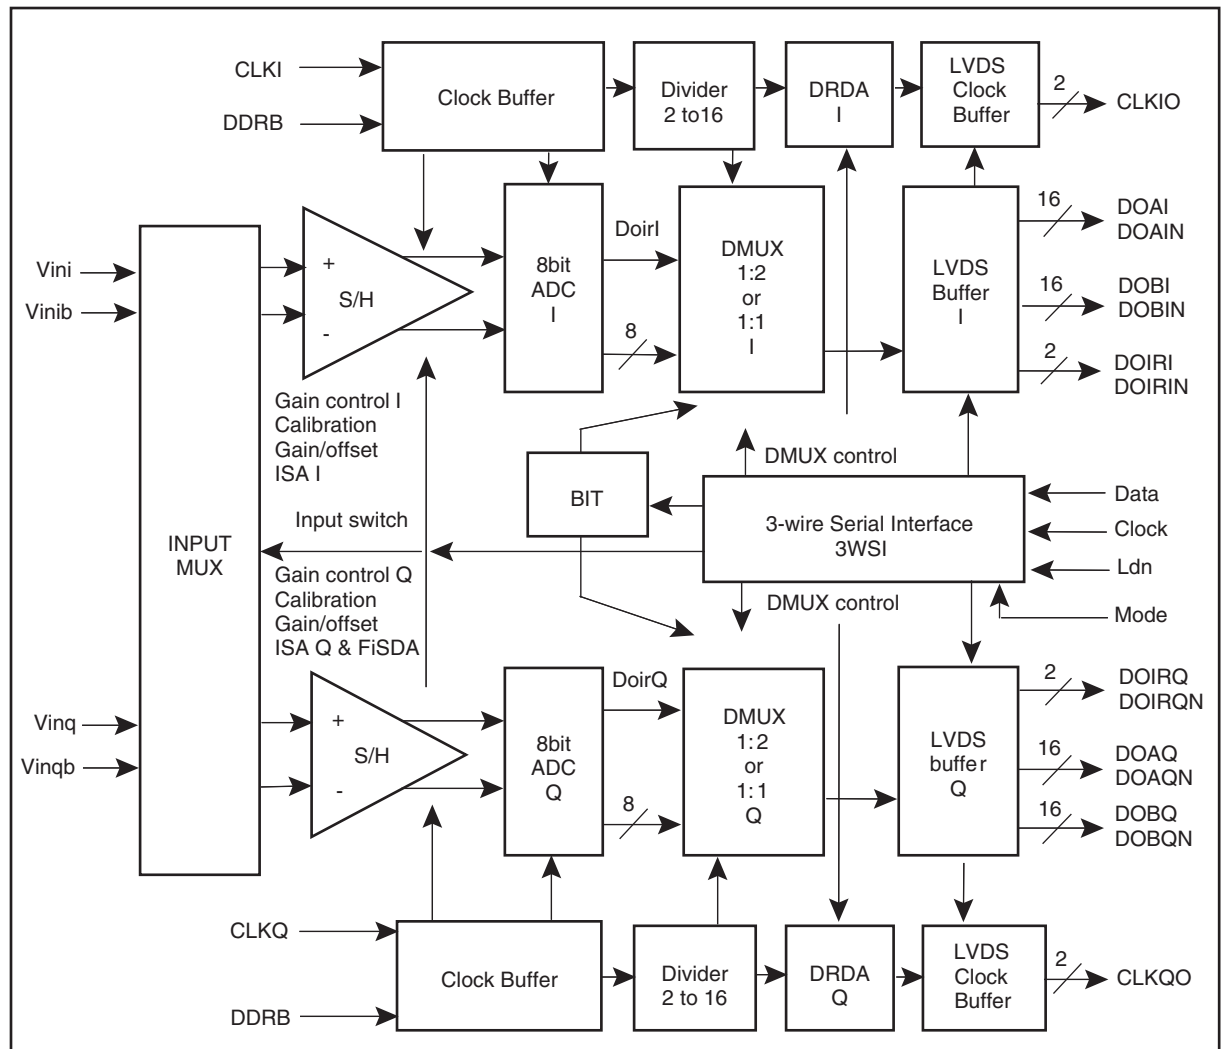 CLKI
DDRB
Clock Buffer
Divider
2 to16
DRDA
I
LVDS
Clock
Buffer
2
CLKIO
Vini
Vinib
INPUT
MUX
+
S/H
-
8bit
ADC
I
DoirI
8
DMUX
1:2
or
1:1
I
LVDS
Buffer
I
16
DOAI
DOAIN
16
DOBI
DOBIN
2
DOIRI
DOIRIN
Gain control I
Calibration
Gain/offset
ISA I
Input switch
Gain control Q
Calibration
Gain/offset
ISA Q & FiSDA
BIT
DMUX control
3-wire Serial Interface
3WSI
DMUX control
Data
Clock
Ldn
Mode
Vinq
Vinqb
+
S/H
-
8bit
ADC
Q
DoirQ
8
DMUX
1:2
or
1:1
Q
LVDS
buffer
Q
2
DOIRQ
DOIRQN
16
DOAQ
DOAQN
16
DOBQ
DOBQN
CLKQ
DDRB
Clock Buffer
Divider
2 to 16
DRDA
Q
LVDS
Clock
Buffer
2
CLKQO